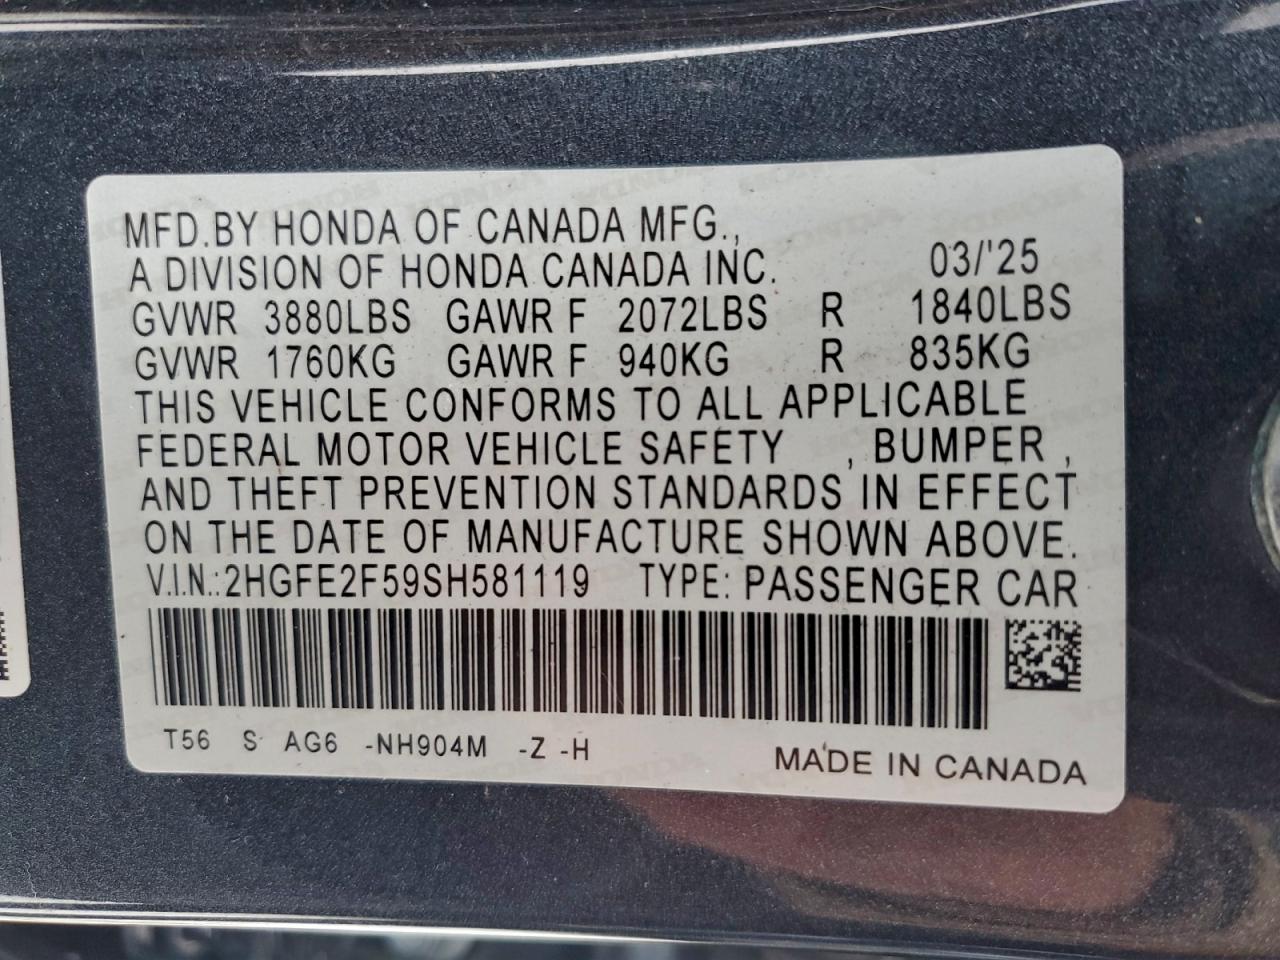 MFD.BY HONDA OF CANADA MFG.,
A DIVISION OF HONDA CANADA INC. 03/'25
GVWR 3880LBS GAWR F 2072LBS R 1840LBS
GVWR 1760KG GAWR F 940KG R 835KG
THIS VEHICLE CONFORMS TO ALL APPLICABLE
FEDERAL MOTOR VEHICLE SAFETY , BUMPER ,
AND THEFT PREVENTION STANDARDS IN EFFECT
ON THE DATE OF MANUFACTURE SHOWN ABOVE.
V.I.N.:2HGFE2F59SH581119 TYPE: PASSENGER CAR
T56 S AG6 -NH904M -Z -H MADE IN CANADA